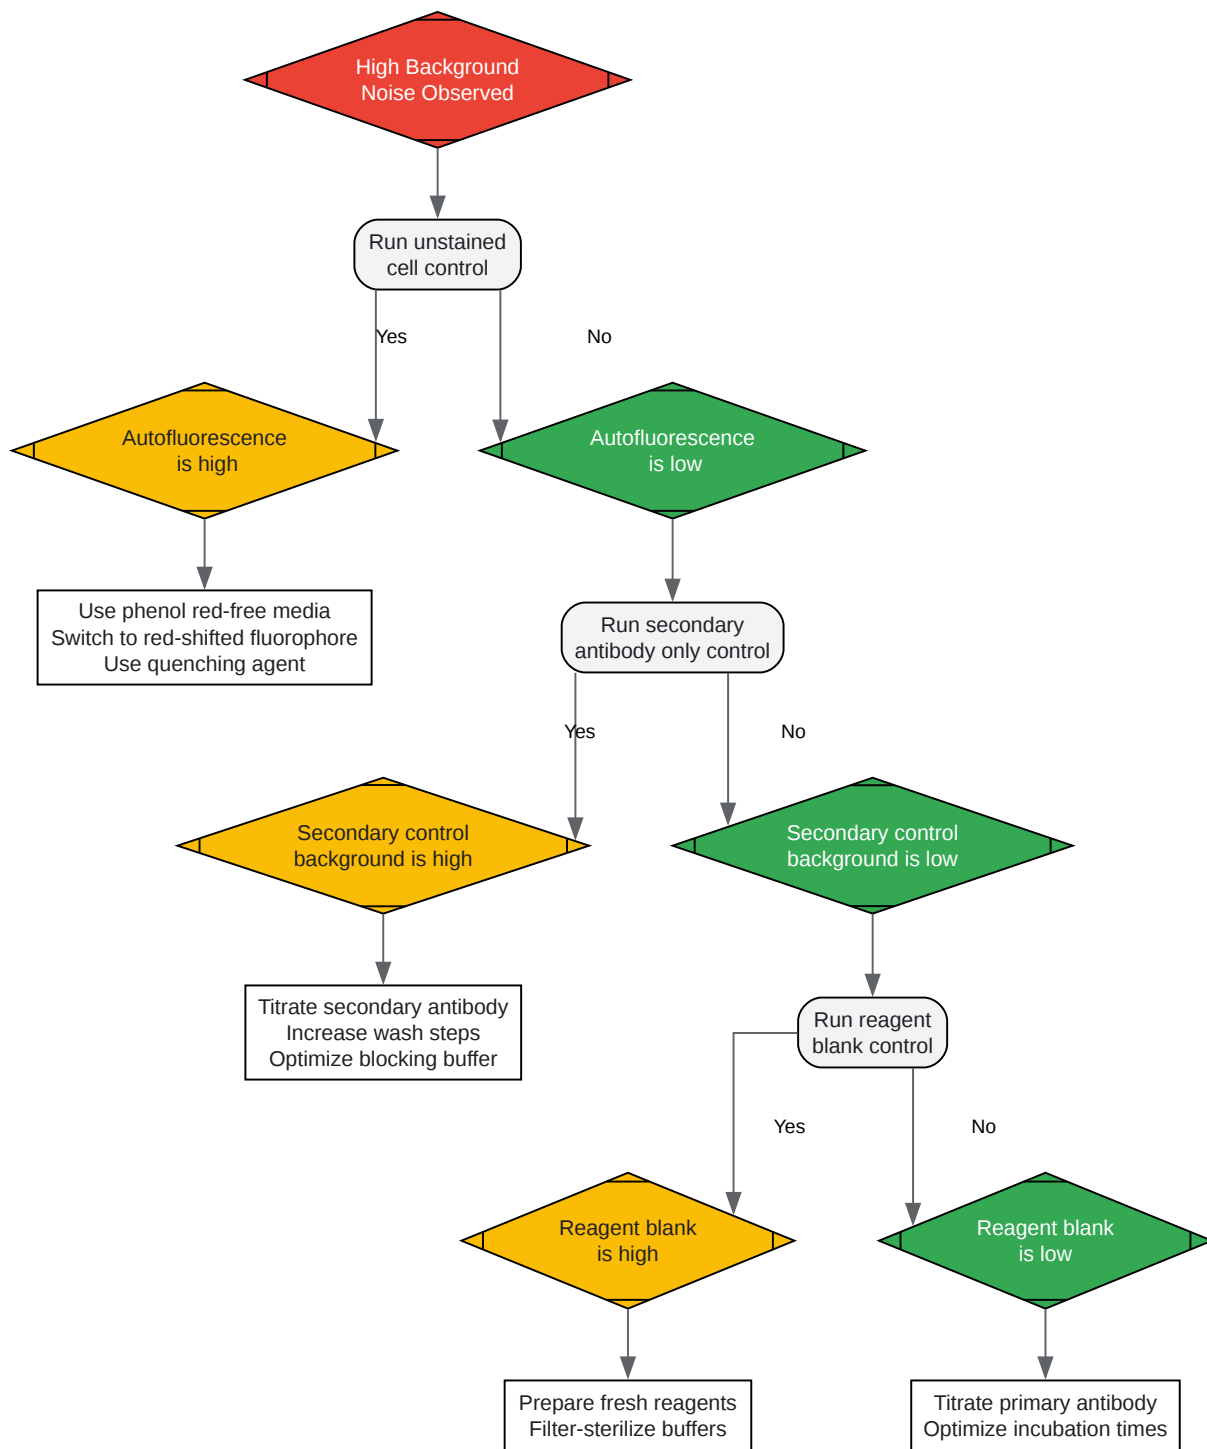 High Background
Noise Observed
Run unstained
cell control
Yes
No
Autofluorescence
is high
Autofluorescence
is low
Use phenol red-free media
Switch to red-shifted fluorophore
Use quenching agent
Run secondary
antibody only control
Yes
No
Secondary control
background is high
Secondary control
background is low
Titrate secondary antibody
Increase wash steps
Optimize blocking buffer
Run reagent
blank control
Yes
No
Reagent blank
is high
Reagent blank
is low
Prepare fresh reagents
Filter-sterilize buffers
Titrate primary antibody
Optimize incubation times